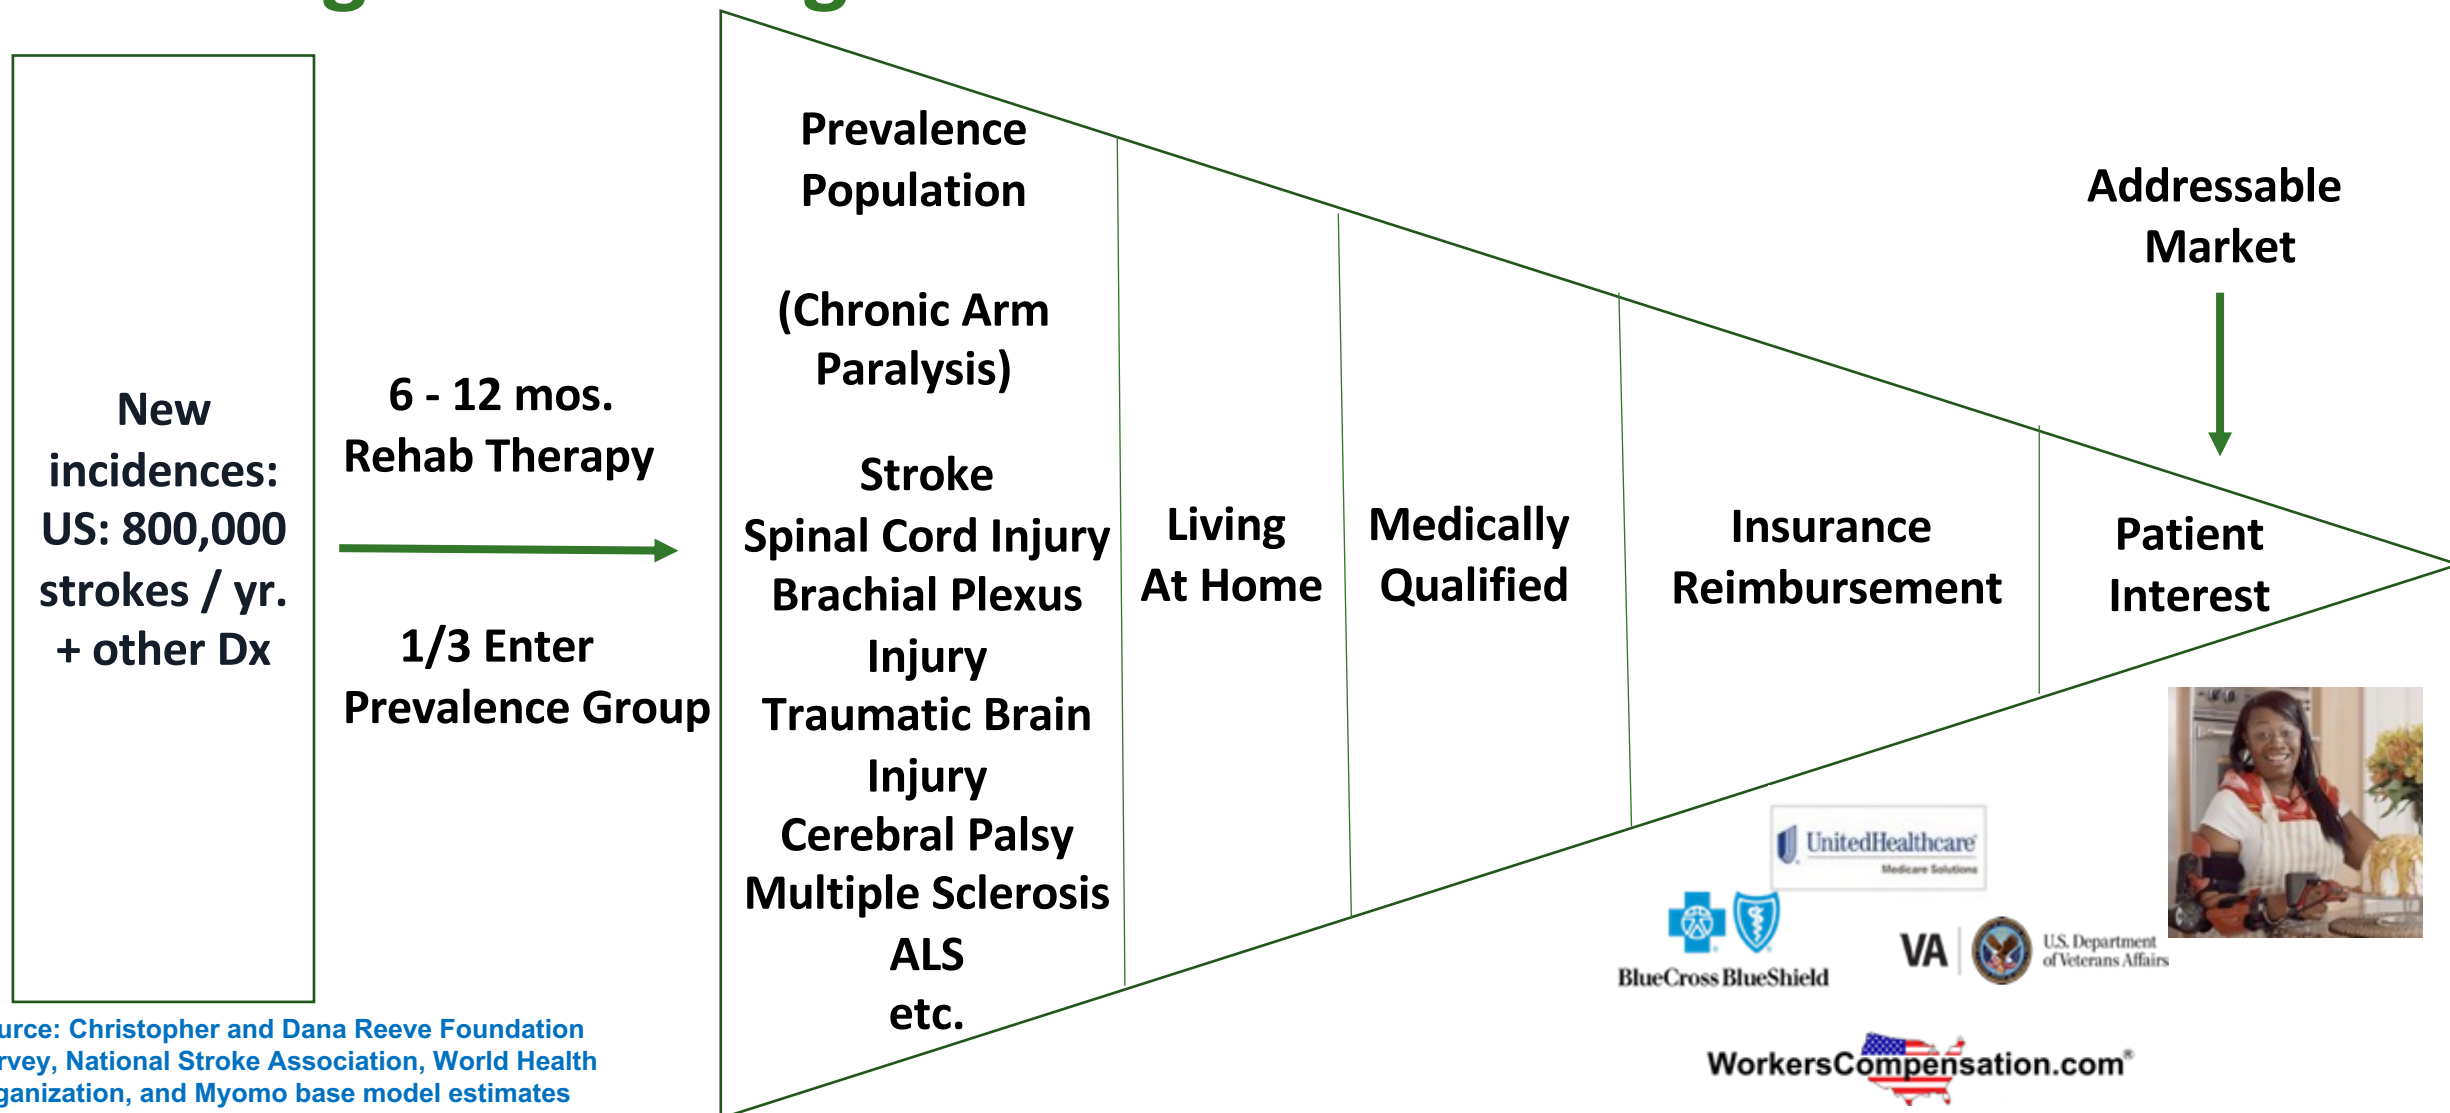 New
incidences:
US: 800,000
strokes / yr.
+ other Dx
6 - 12 mos.
Rehab Therapy
1/3 Enter
Prevalence Group
Prevalence
Population
(Chronic Arm
Paralysis)
Stroke
Spinal Cord Injury
Brachial Plexus
Injury
Traumatic Brain
Injury
Cerebral Palsy
Multiple Sclerosis
ALS
etc.
Living
At Home
Medically
Qualified
Insurance
Reimbursement
Addressable
Market
Patient
Interest
UnitedHealthcare
Medicare Solutions
BlueCross BlueShield
VA
U.S. Department
of Veterans Affairs
WorkersCompensation.com®
Christopher and Dana Reeve Foundation
National Stroke Association, World Health
and Myomo base model estimates